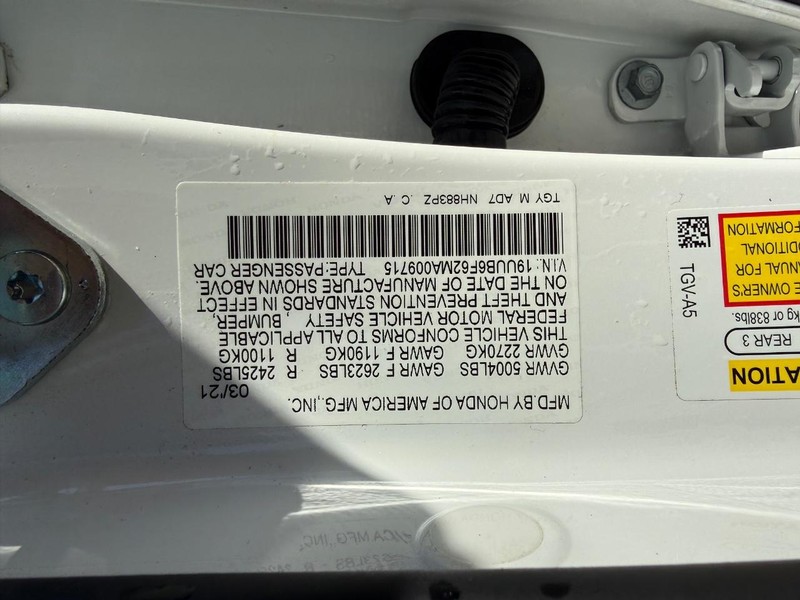 MFD.BY HONDA OF AMERICA MFG.,INC. 03/'21
GVWR 5004LBS GAWR F 2623LBS R 2425LBS
GVWR 2270KG GAWR F 1190KG R 1100KG
THIS VEHICLE CONFORMS TO ALL APPLICABLE
FEDERAL MOTOR VEHICLE SAFETY , BUMPER,
AND THEFT PREVENTION STANDARDS IN EFFECT
ON THE DATE OF MANUFACTURE SHOWN ABOVE.
V.I.N.: 19UUB6F62MA009715 TYPE:PASSENGER CAR
TGY M AD7 NH883PZ .C .A
ATION
REAR 3
kg or 838lbs.
E OWNER'S
ANUAL FOR
DDITIONAL
FORMATION
TGV-A5